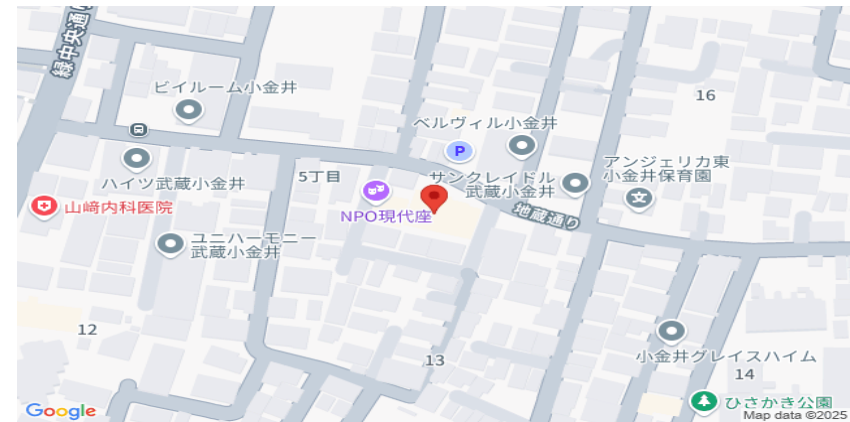 緑中央通り
ビイルーム小金井
16
ベルヴィル小金井
P
アンジェリカ東
小金井保育園
文
ハイツ武蔵小金井
5丁目
サンクレイドル
武蔵小金井
山﨑内科医院
NPO現代座
地蔵通り
ユニハーモニー
武蔵小金井
12
13
小金井グレイスハイム
14
ひさかき公園
Google
Map data ©2025